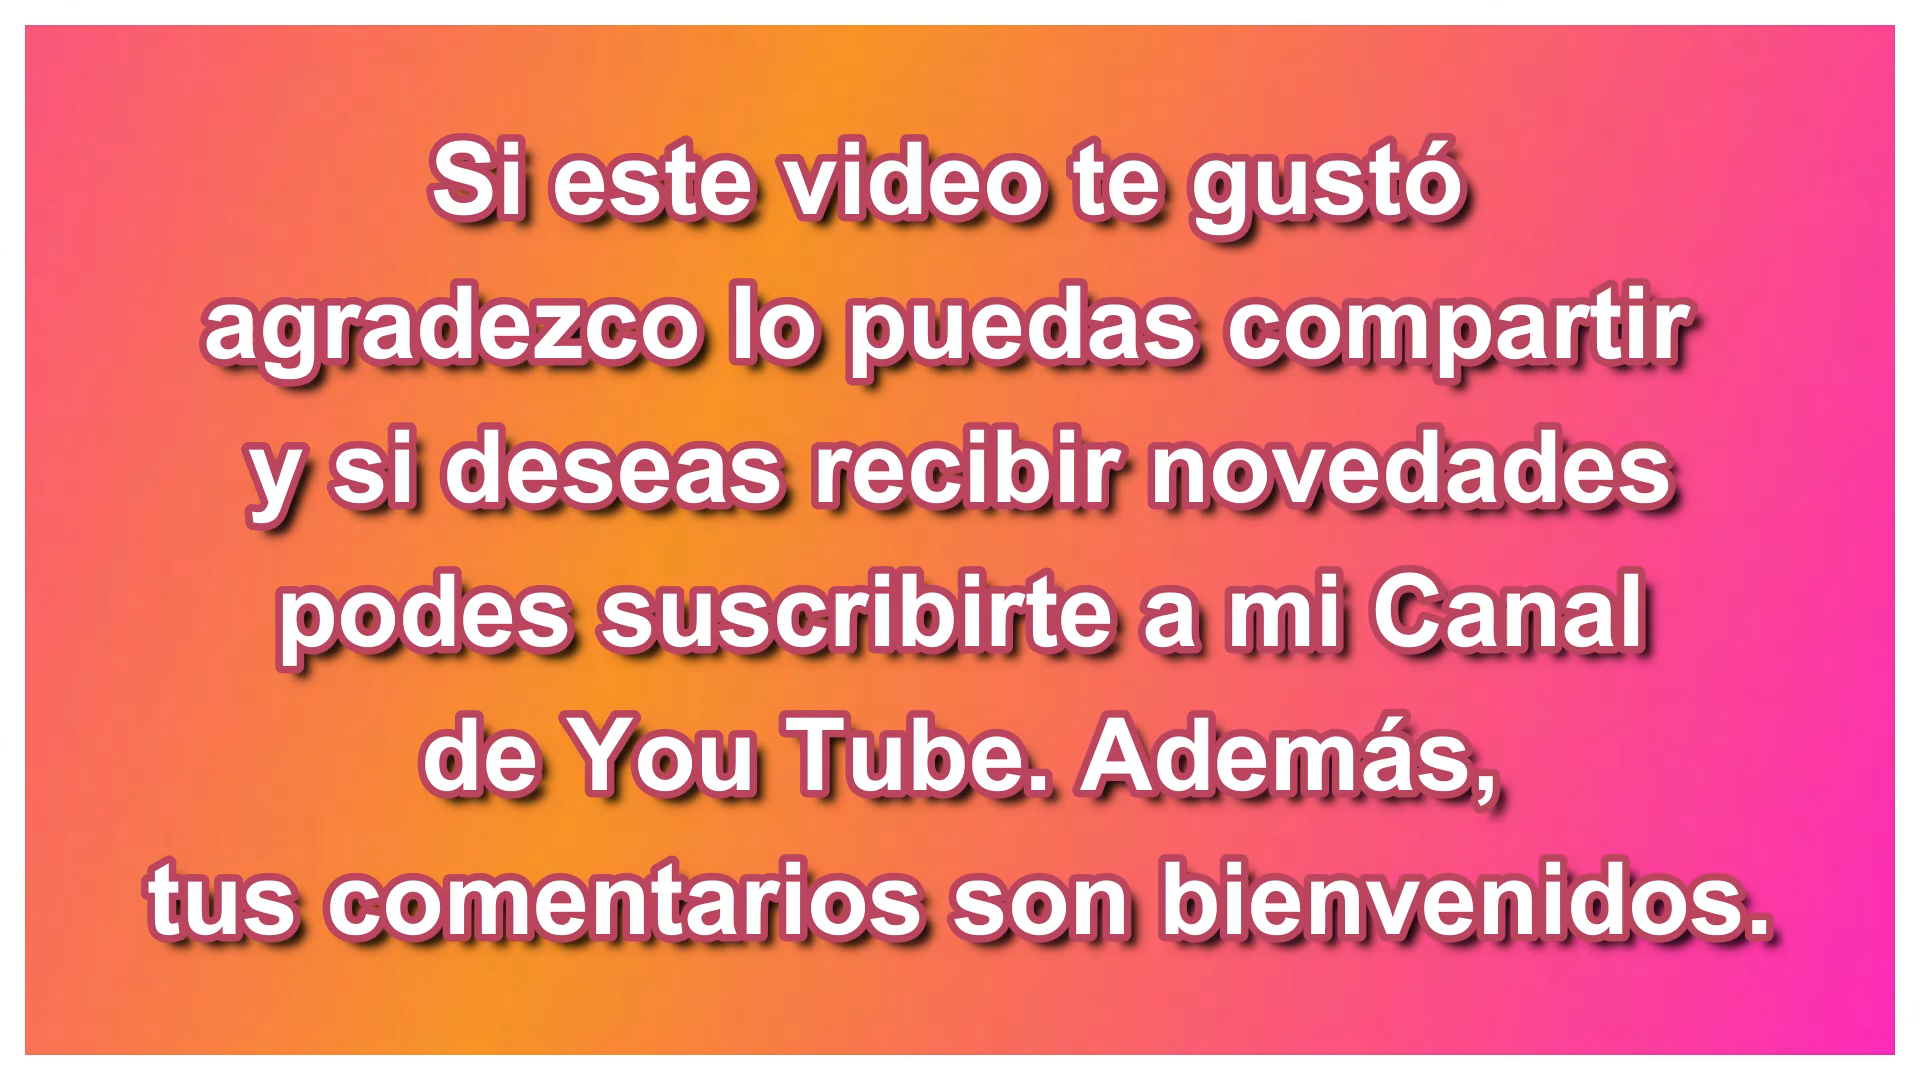 Si este video te gustó
agradezco lo puedas compartir
y si deseas recibir novedades
podes suscribirte a mi Canal
de You Tube. Además,
tus comentarios son bienvenidos.